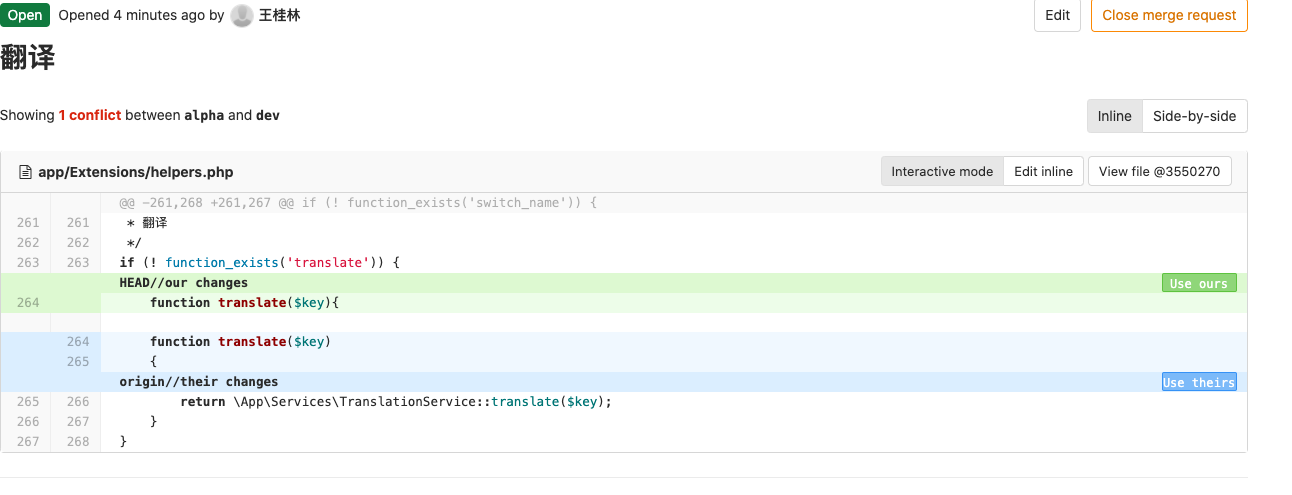 Open Opened 4 minutes ago by 王桂林 Edit Close merge request
翻译
Showing 1 conflict between alpha and dev Inline Side-by-side
app/Extensions/helpers.php Interactive mode Edit inline View file @3550270
@@ -261,268 +261,267 @@ if (! function_exists('switch_name')) {
261 261 * 翻译
262 262 */
263 263 if (! function_exists('translate')) {
HEAD//our changes Use ours
264 function translate($key){
264 function translate($key)
265 {
origin//their changes Use theirs
265 266 return \App\Services\TranslationService::translate($key);
266 267 }
267 268 }